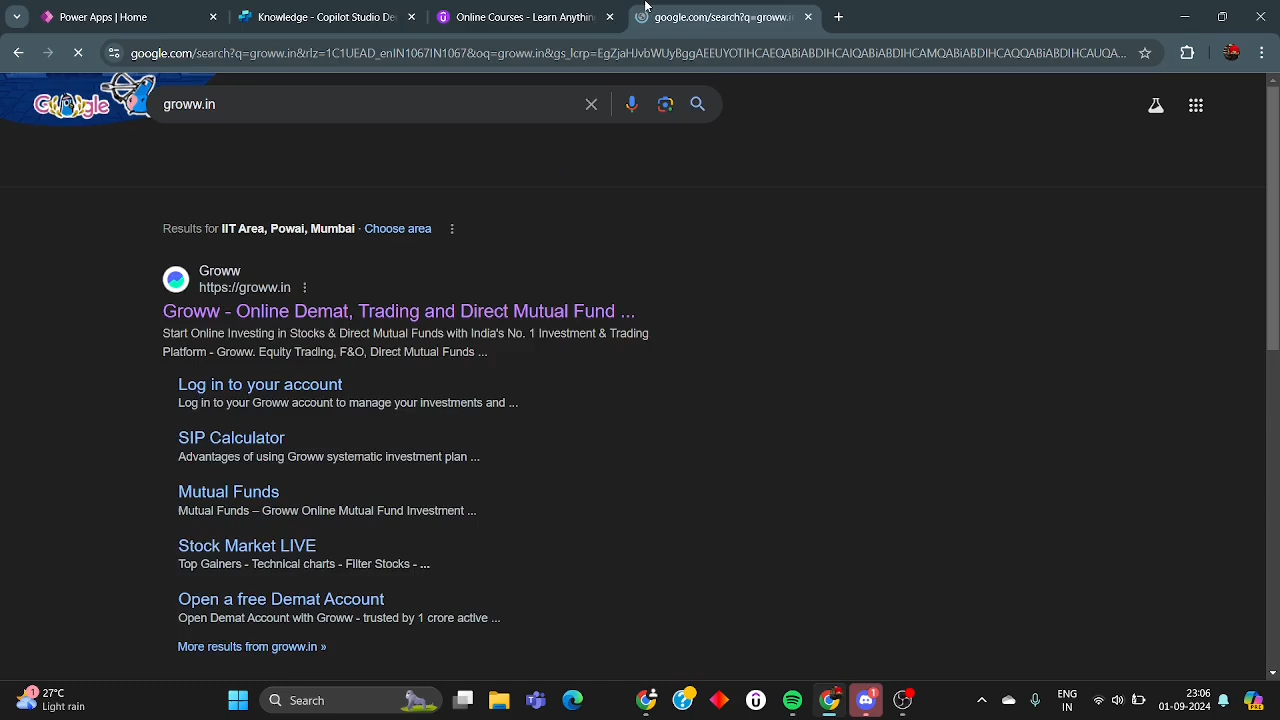 Power Apps | Home
Knowledge - Copilot Studio De
Online Courses - Learn Anythin
google.com/search?q=groww.i
google.com/search?q=groww.in&rlz=1C1UEAD_enIN1067IN1067&oq=groww.in&gs_lcrp=EgZjaHJvbWUyBggAEEUYOTIHCAEQABiABDIHCAIQABiABDIHCAMQABiABDIHCAQQABiABDIHCAUQA...
Google
groww.in
Results for IIT Area, Powai, Mumbai · Choose area
Groww
https://groww.in
Groww - Online Demat, Trading and Direct Mutual Fund ...
Start Online Investing in Stocks & Direct Mutual Funds with India's No. 1 Investment & Trading
Platform - Groww. Equity Trading, F&O, Direct Mutual Funds ...
Log in to your account
Log in to your Groww account to manage your investments and ...
SIP Calculator
Advantages of using Groww systematic investment plan ...
Mutual Funds
Mutual Funds – Groww Online Mutual Fund Investment ...
Stock Market LIVE
Top Gainers - Technical charts - Filter Stocks - ...
Open a free Demat Account
Open Demat Account with Groww - trusted by 1 crore active ...
More results from groww.in »
1
27°C
Light rain
Search
1
ENG
IN
23:06
01-09-2024